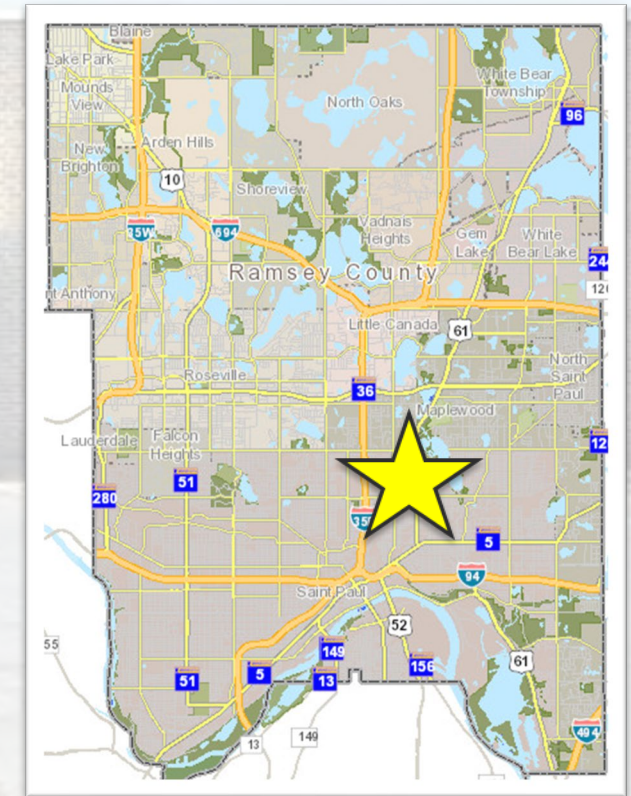 Blaine
Lake Park
Mounds
View
North Oaks
White Bear
Township
96
New
Brighton
Arden Hills
10
Shoreview
35W
694
Vadnais
Heights
Gem
Lake
White
Bear Lake
244
Ramsey County
nt Anthony
120
Little Canada
61
North
Saint
Paul
Roseville
36
Maplewood
Lauderdale
Falcon
Heights
12
51
280
35E
5
94
Saint Paul
52
55
149
156
61
51
5
13
494
13
149